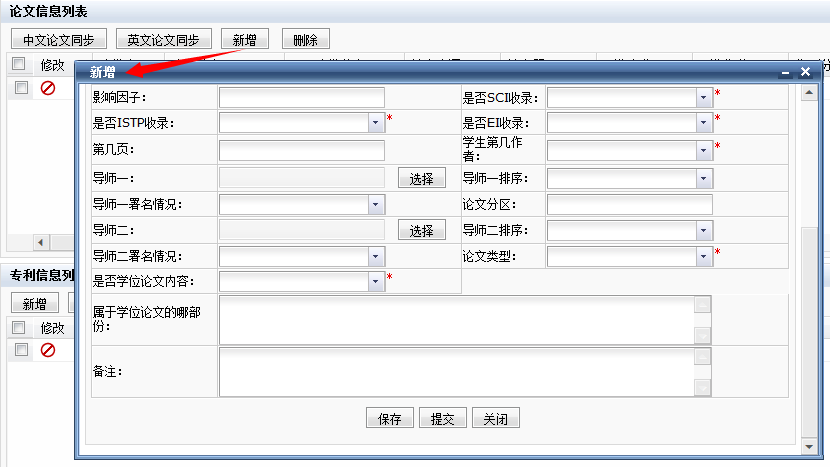 论文信息列表
中文论文同步 英文论文同步 新增 删除
修改
新增
影响因子： 是否SCI收录： *
是否ISTP收录： * 是否EI收录： *
第几页： 学生第几作
者： *
导师一： 选择 导师一排序：
导师一署名情况： 论文分区：
导师二： 选择 导师二排序：
导师二署名情况： 论文类型： *
是否学位论文内容： *
属于学位论文的哪部
份：
备注：
保存 提交 关闭
专利信息列
新增
修改